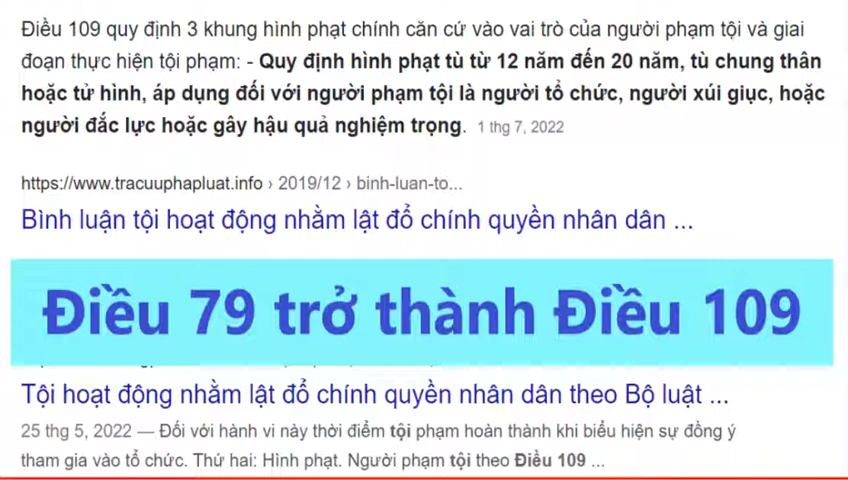 Điều 109 quy định 3 khung hình phạt chính căn cứ vào vai trò của người phạm tội và giai
đoạn thực hiện tội phạm: - Quy định hình phạt tù từ 12 năm đến 20 năm, tù chung thân
hoặc tử hình, áp dụng đối với người phạm tội là người tổ chức, người xúi giục, hoặc
người đắc lực hoặc gây hậu quả nghiệm trọng. 1 thg 7, 2022
https://www.tracuuphapluat.info › 2019/12 › binh-luan-to...
Bình luận tội hoạt động nhằm lật đổ chính quyền nhân dân ...
Điều 79 trở thành Điều 109
Tội hoạt động nhằm lật đổ chính quyền nhân dân theo Bộ luật ...
25 thg 5, 2022 — Đối với hành vi này thời điểm tội phạm hoàn thành khi biểu hiện sự đồng ý
tham gia vào tổ chức. Thứ hai: Hình phạt. Người phạm tội theo Điều 109 ...